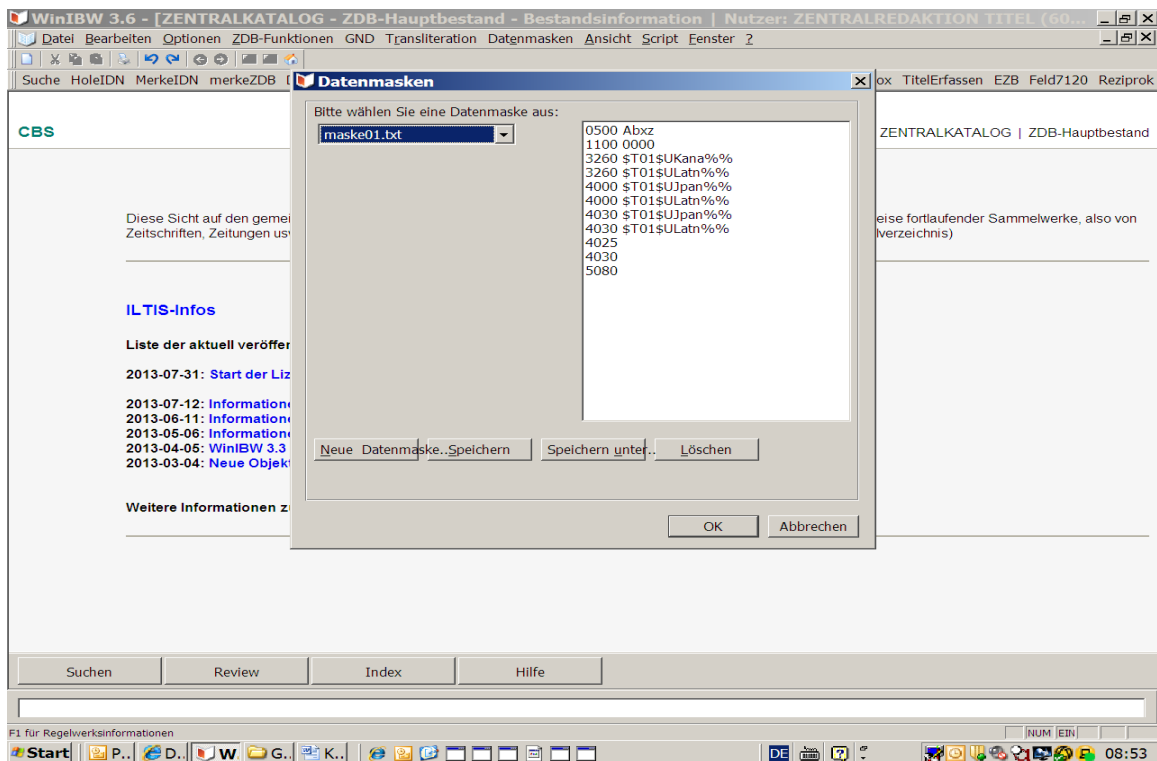 WinIBW 3.6 - [ZENTRALKATALOG - ZDB-Hauptbestand - Bestandsinformation | Nutzer: ZENTRALREDAKTION TITEL (60...
Datei Bearbeiten Optionen ZDB-Funktionen GND Transliteration Datenmasken Ansicht Script Fenster ?
Suche HoleIDN MerkeIDN merkeZDB
TitelErfassen EZB Feld7120 Reziprok
Datenmasken
Bitte wählen Sie eine Datenmaske aus:
maske01.txt
0500 Abxz
1100 0000
3260 $T01$UKana%%
3260 $T01$ULatn%%
4000 $T01$UJpan%%
4000 $T01$ULatn%%
4030 $T01$UJpan%%
4030 $T01$ULatn%%
4025
4030
5080
Neue Datenmaske.. Speichern Speichern unter.. Löschen
OK Abbrechen
CBS
ZENTRALKATALOG | ZDB-Hauptbestand
Diese Sicht auf den gemei
eise fortlaufender Sammelwerke, also von
Zeitschriften, Zeitungen us
lverzeichnis)
ILTIS-Infos
Liste der aktuell veröffer
2013-07-31: Start der Liz
2013-07-12: Information
2013-06-11: Information
2013-05-06: Information
2013-04-05: WinIBW 3.3
2013-03-04: Neue Objekt
Weitere Informationen z
Suchen Review Index Hilfe
F1 für Regelwerksinformationen
NUM EIN
Start P.. D.. W G.. K.. DE 08:53